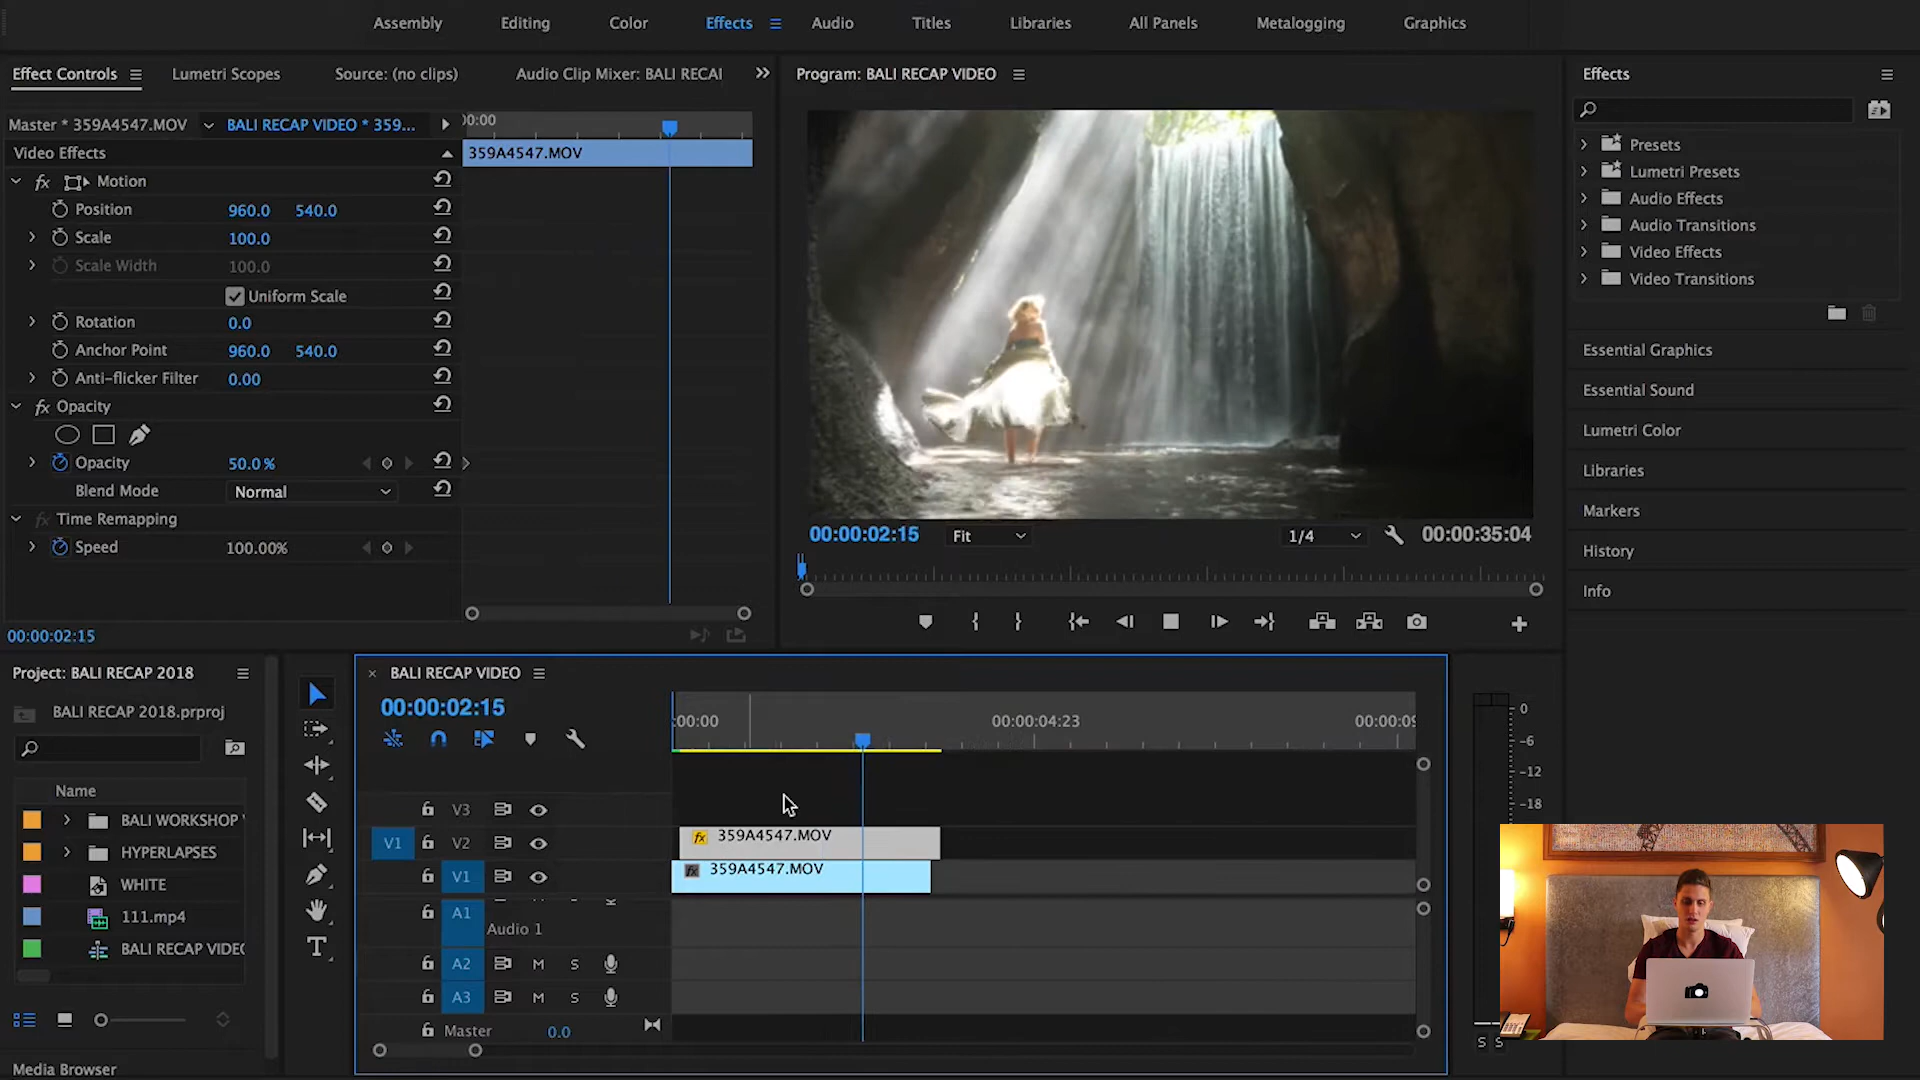 Assembly
Editing
Color
Effects
Audio
Titles
Libraries
All Panels
Metalogging
Graphics
Effect Controls
Lumetri Scopes
Source: (no clips)
Audio Clip Mixer: BALI RECAI
Master * 359A4547.MOV
BALI RECAP VIDEO * 359...
:00
Video Effects
359A4547.MOV
fx Motion
Position 960.0 540.0
Scale 100.0
Scale Width 100.0
Uniform Scale
Rotation 0.0
Anchor Point 960.0 540.0
Anti-flicker Filter 0.00
fx Opacity
Opacity 50.0 %
Blend Mode Normal
fx Time Remapping
Speed 100.00%
00:00:02:15
Program: BALI RECAP VIDEO
00:00:02:15
Fit
1/4
00:00:35:04
Effects
Presets
Lumetri Presets
Audio Effects
Audio Transitions
Video Effects
Video Transitions
Essential Graphics
Essential Sound
Lumetri Color
Libraries
Markers
History
Info
Project: BALI RECAP 2018
BALI RECAP 2018.prproj
Name
BALI WORKSHOP
HYPERLAPSES
WHITE
111.mp4
BALI RECAP VIDEO
Media Browser
T
× BALI RECAP VIDEO
00:00:02:15
:00:00
00:00:04:23
00:00:09
V3
V1 V2
fx 359A4547.MOV
V1
fx 359A4547.MOV
A1
Audio 1
A2 M S
A3 M S
Master 0.0
0
-6
-12
-18
S S